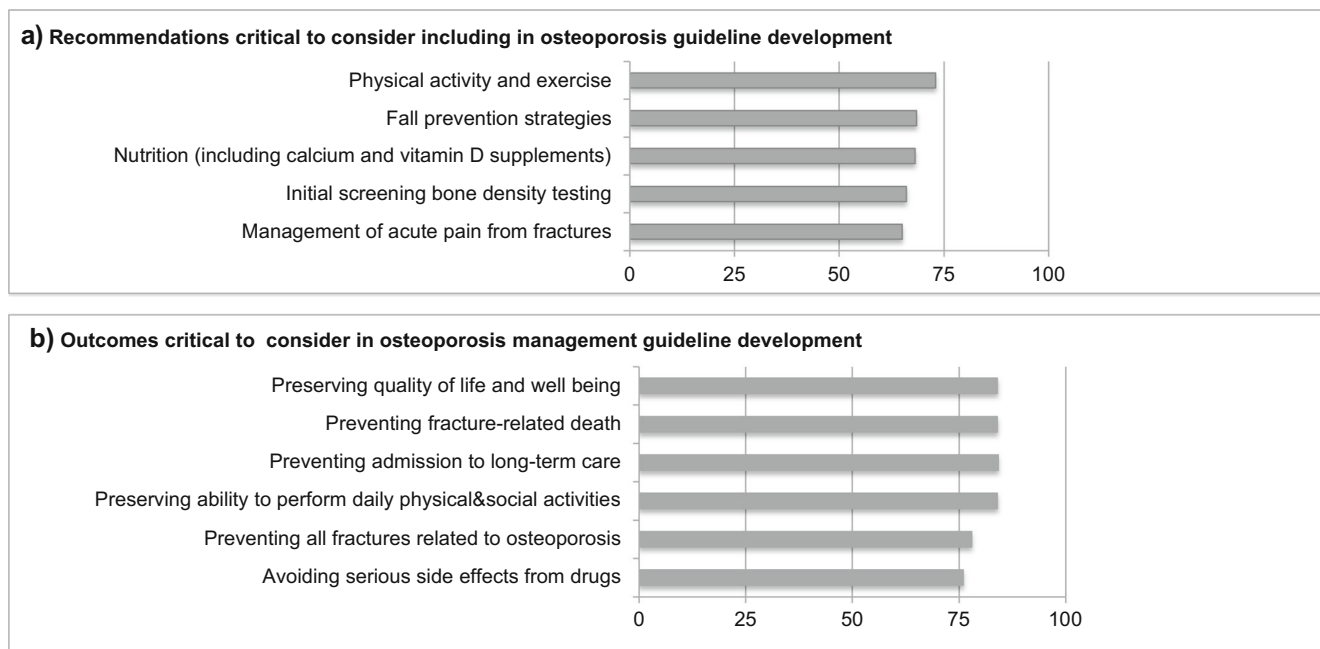 a) Recommendations critical to consider including in osteoporosis guideline development
Physical activity and exercise
Fall prevention strategies
Nutrition (including calcium and vitamin D supplements)
Initial screening bone density testing
Management of acute pain from fractures
0 25 50 75 100
b) Outcomes critical to consider in osteoporosis management guideline development
Preserving quality of life and well being
Preventing fracture-related death
Preventing admission to long-term care
Preserving ability to perform daily physical&social activities
Preventing all fractures related to osteoporosis
Avoiding serious side effects from drugs
0 25 50 75 100